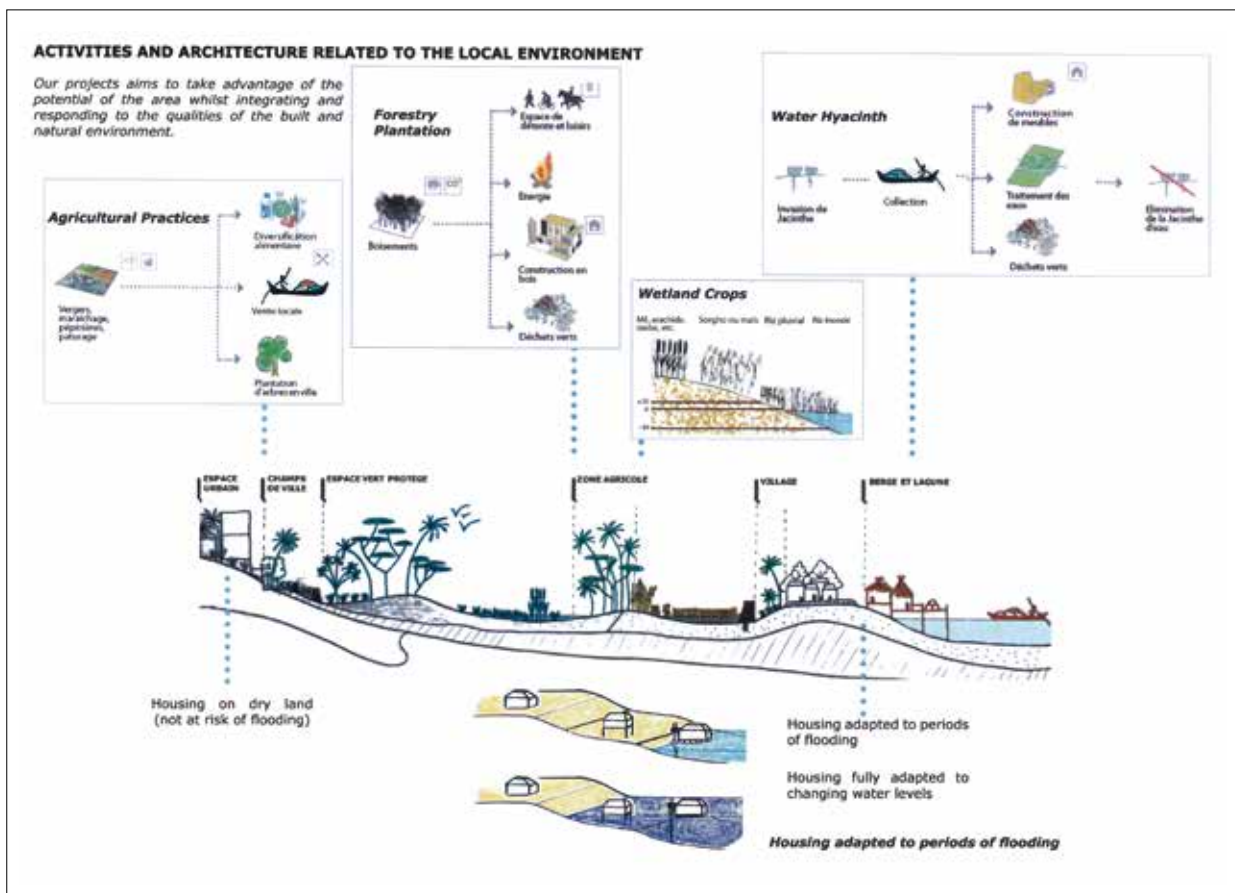 ACTIVITIES AND ARCHITECTURE RELATED TO THE LOCAL ENVIRONMENT
Our projects aims to take advantage of the
potential of the area whilst integrating and
responding to the qualities of the built and
natural environment.
Agricultural Practices
Vergers,
maraîchage,
pépinières,
paturage
Diversification
alimentaire
Vente locale
Plantation
d'arbres en ville
Forestry
Plantation
Boisements
Espace de
détente et loisirs
Energie
Construction en
bois
Déchets verts
Water Hyacinth
Invasion de
Jacinthe
Collection
Construction
de meubles
Traitement des
eaux
Déchets verts
Elimination
de la Jacinthe
d'eau
Wetland Crops
Mil, arachide,
etc.
Sorgho ou maïs
Riz pluvial
Riz inondé
ESPACE
URBAIN
CHAMPS
DE VILLE
ESPACE VERT PROTEGE
ZONE AGRICOLE
VILLAGE
BERGE ET LAGUNE
Housing on dry land
(not at risk of flooding)
Housing adapted to periods
of flooding
Housing fully adapted to
changing water levels
Housing adapted to periods of flooding